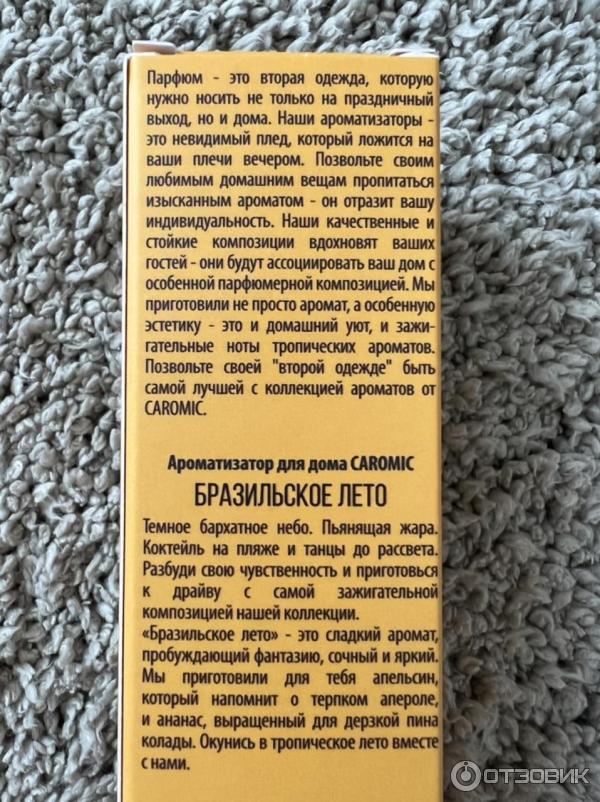 Парфюм - это вторая одежда, которую
нужно носить не только на праздничный
выход, но и дома. Наши ароматизаторы -
это невидимый плед, который ложится на
ваши плечи вечером. Позвольте своим
любимым домашним вещам пропитаться
изысканным ароматом - он отразит вашу
индивидуальность. Наши качественные и
стойкие композиции вдохновят ваших
гостей - они будут ассоциировать ваш дом с
особенной парфюмерной композицией. Мы
приготовили не просто аромат, а особенную
эстетику - это и домашний уют, и зажи-
гательные ноты тропических ароматов.
Позвольте своей "второй одежде" быть
самой лучшей с коллекцией ароматов от
CAROMIC.
Ароматизатор для дома CAROMIC
БРАЗИЛЬСКОЕ ЛЕТО
Темное бархатное небо. Пьянящая жара.
Коктейль на пляже и танцы до рассвета.
Разбуди свою чувственность и приготовься
к драйву с самой зажигательной
композицией нашей коллекции.
«Бразильское лето» - это сладкий аромат,
пробуждающий фантазию, сочный и яркий.
Мы приготовили для тебя апельсин,
который напомнит о терпком апероле,
и ананас, выращенный для дерзкой пина
колады. Окунись в тропическое лето вместе
с нами.
ОТЗОВИК